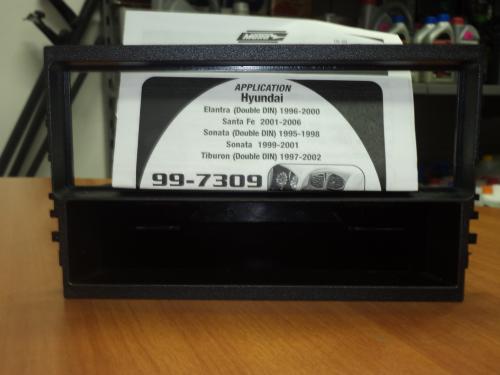 APPLICATION
Hyundai
Elantra (Double DIN) 1996-2000
Santa Fe 2001-2006
Sonata (Double DIN) 1995-1998
Sonata 1999-2001
Tiburon (Double DIN) 1997-2002
99-7309